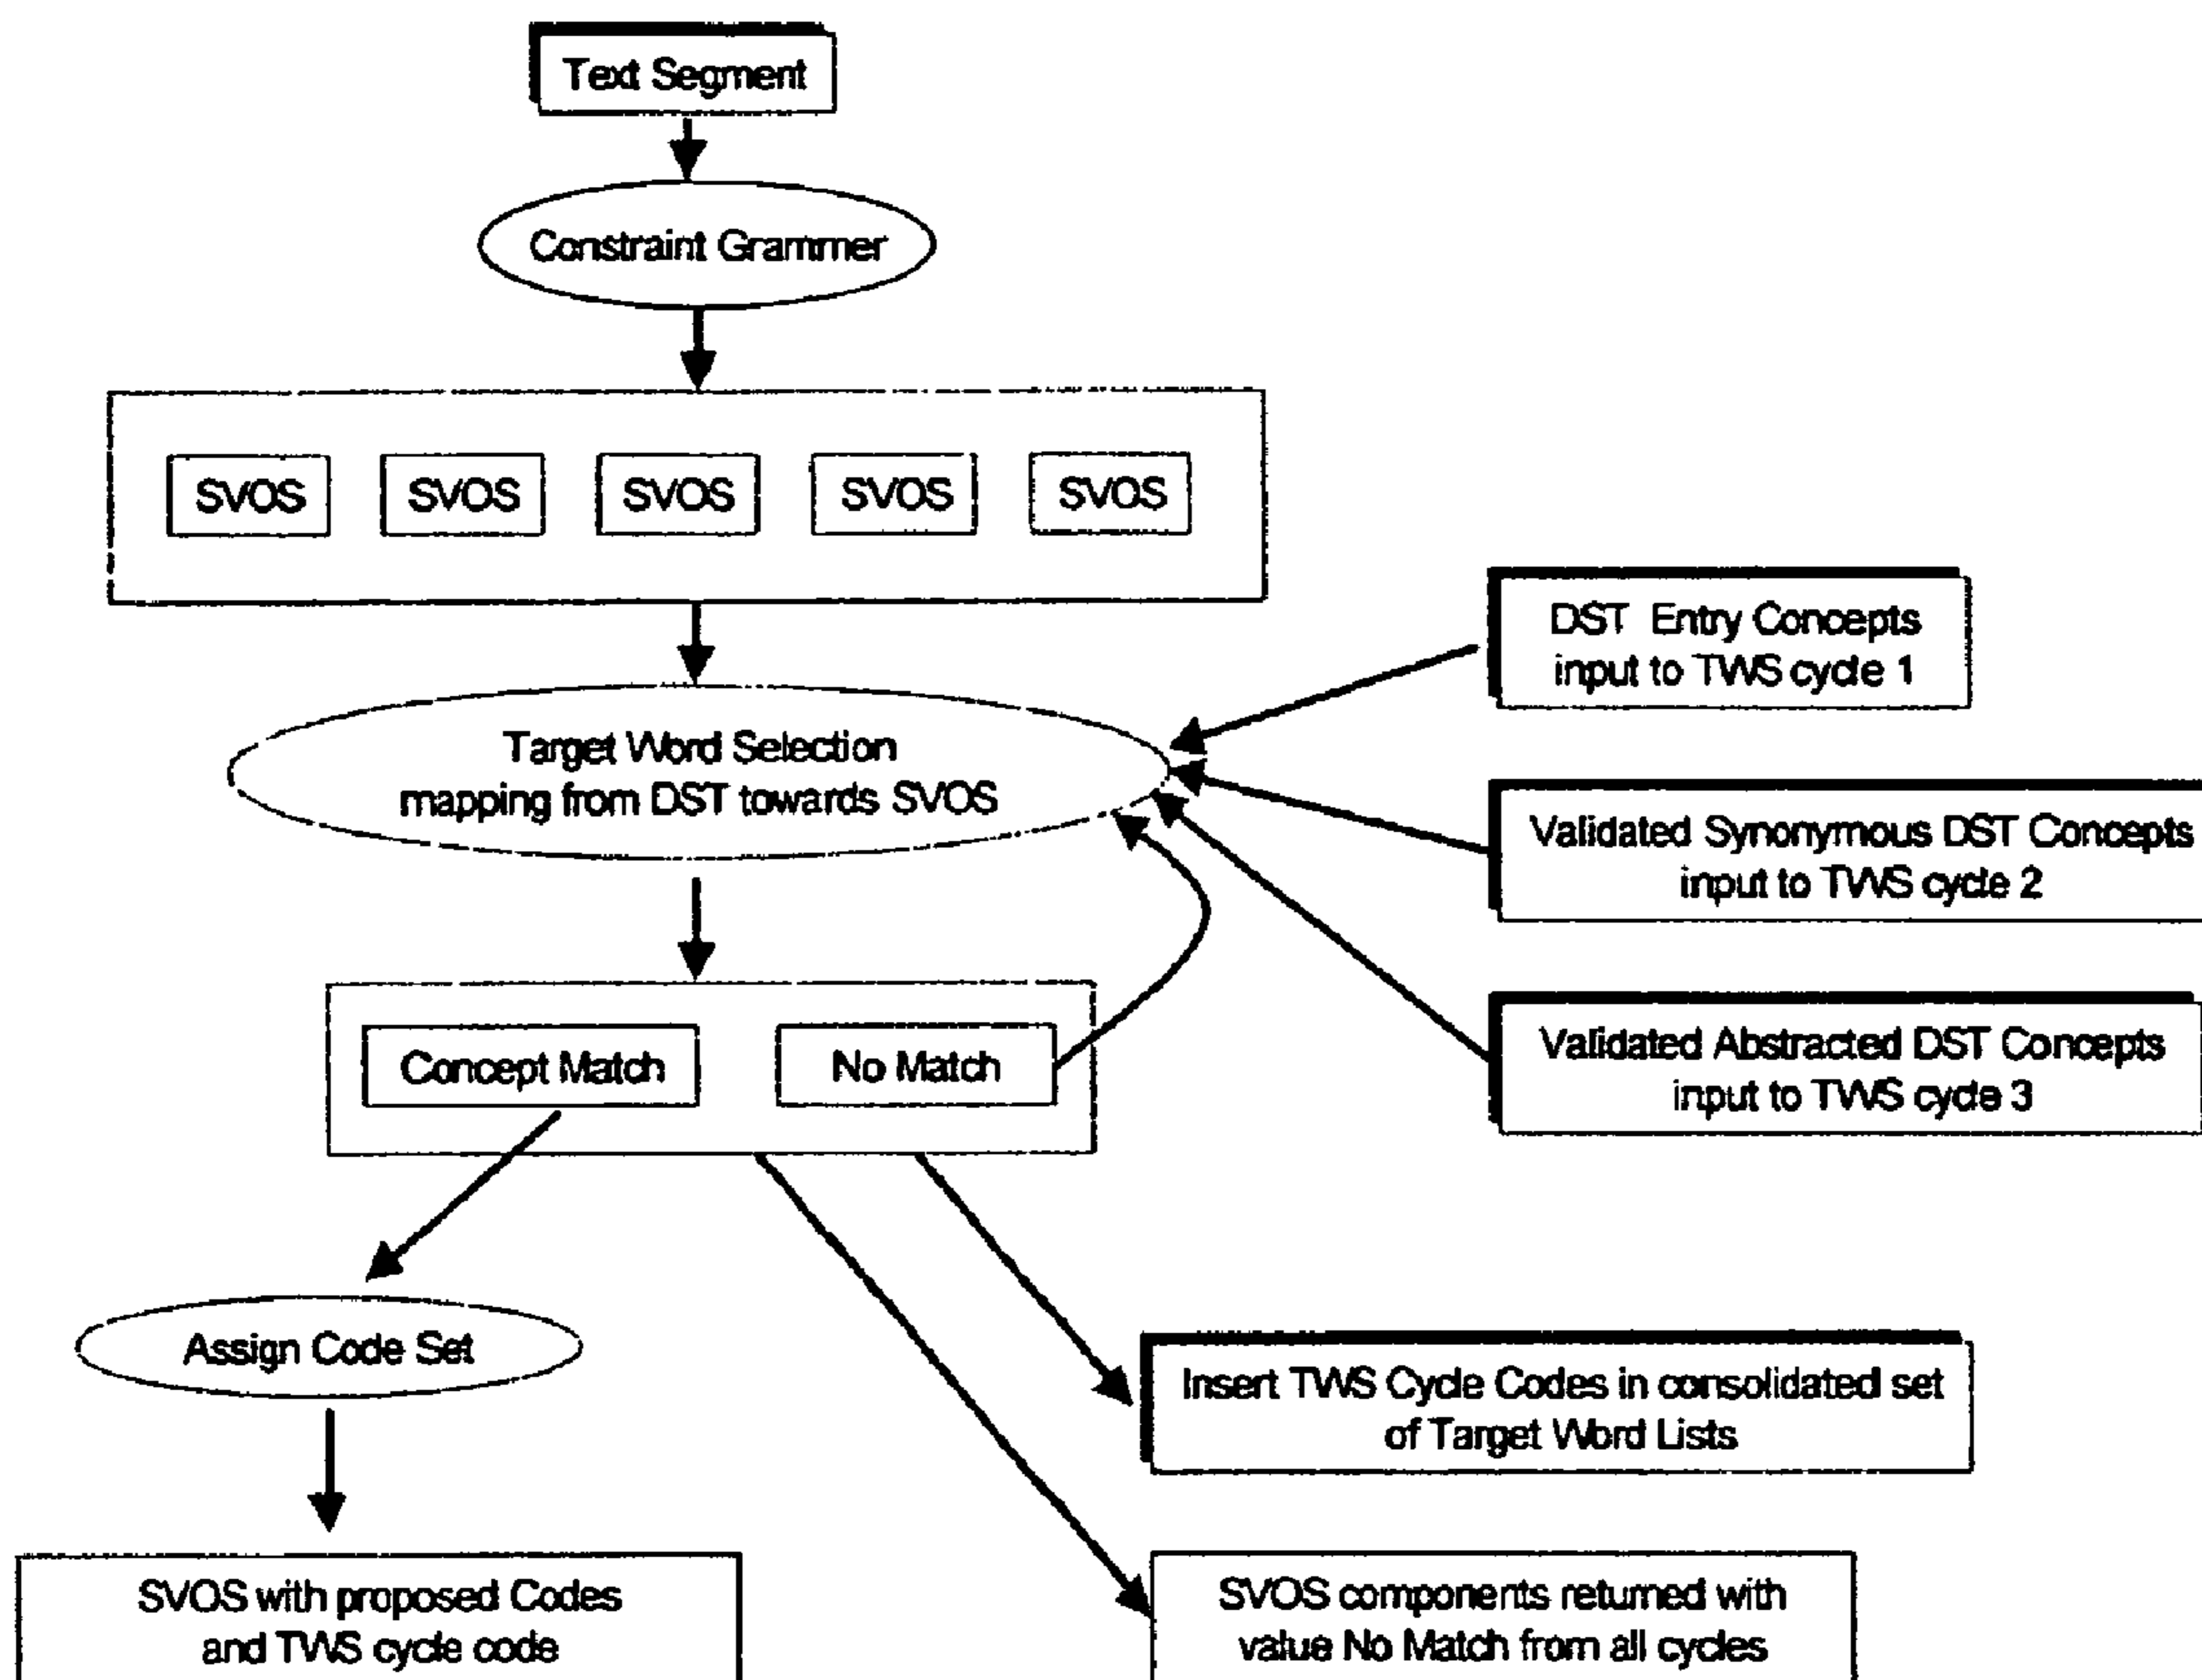 Text Segment
Constraint Grammer
SVOS
SVOS
SVOS
SVOS
SVOS
DST Entry Concepts
input to TWS cycle 1
Target Word Selection
mapping from DST towards SVOS
Validated Synonymous DST Concepts
input to TWS cycle 2
Concept Match
No Match
Validated Abstracted DST Concepts
input to TWS cycle 3
Assign Code Set
Insert TWS Cycle Codes in consolidated set
of Target Word Lists
SVOS with proposed Codes
and TWS cycle code
SVOS components returned with
value No Match from all cycles